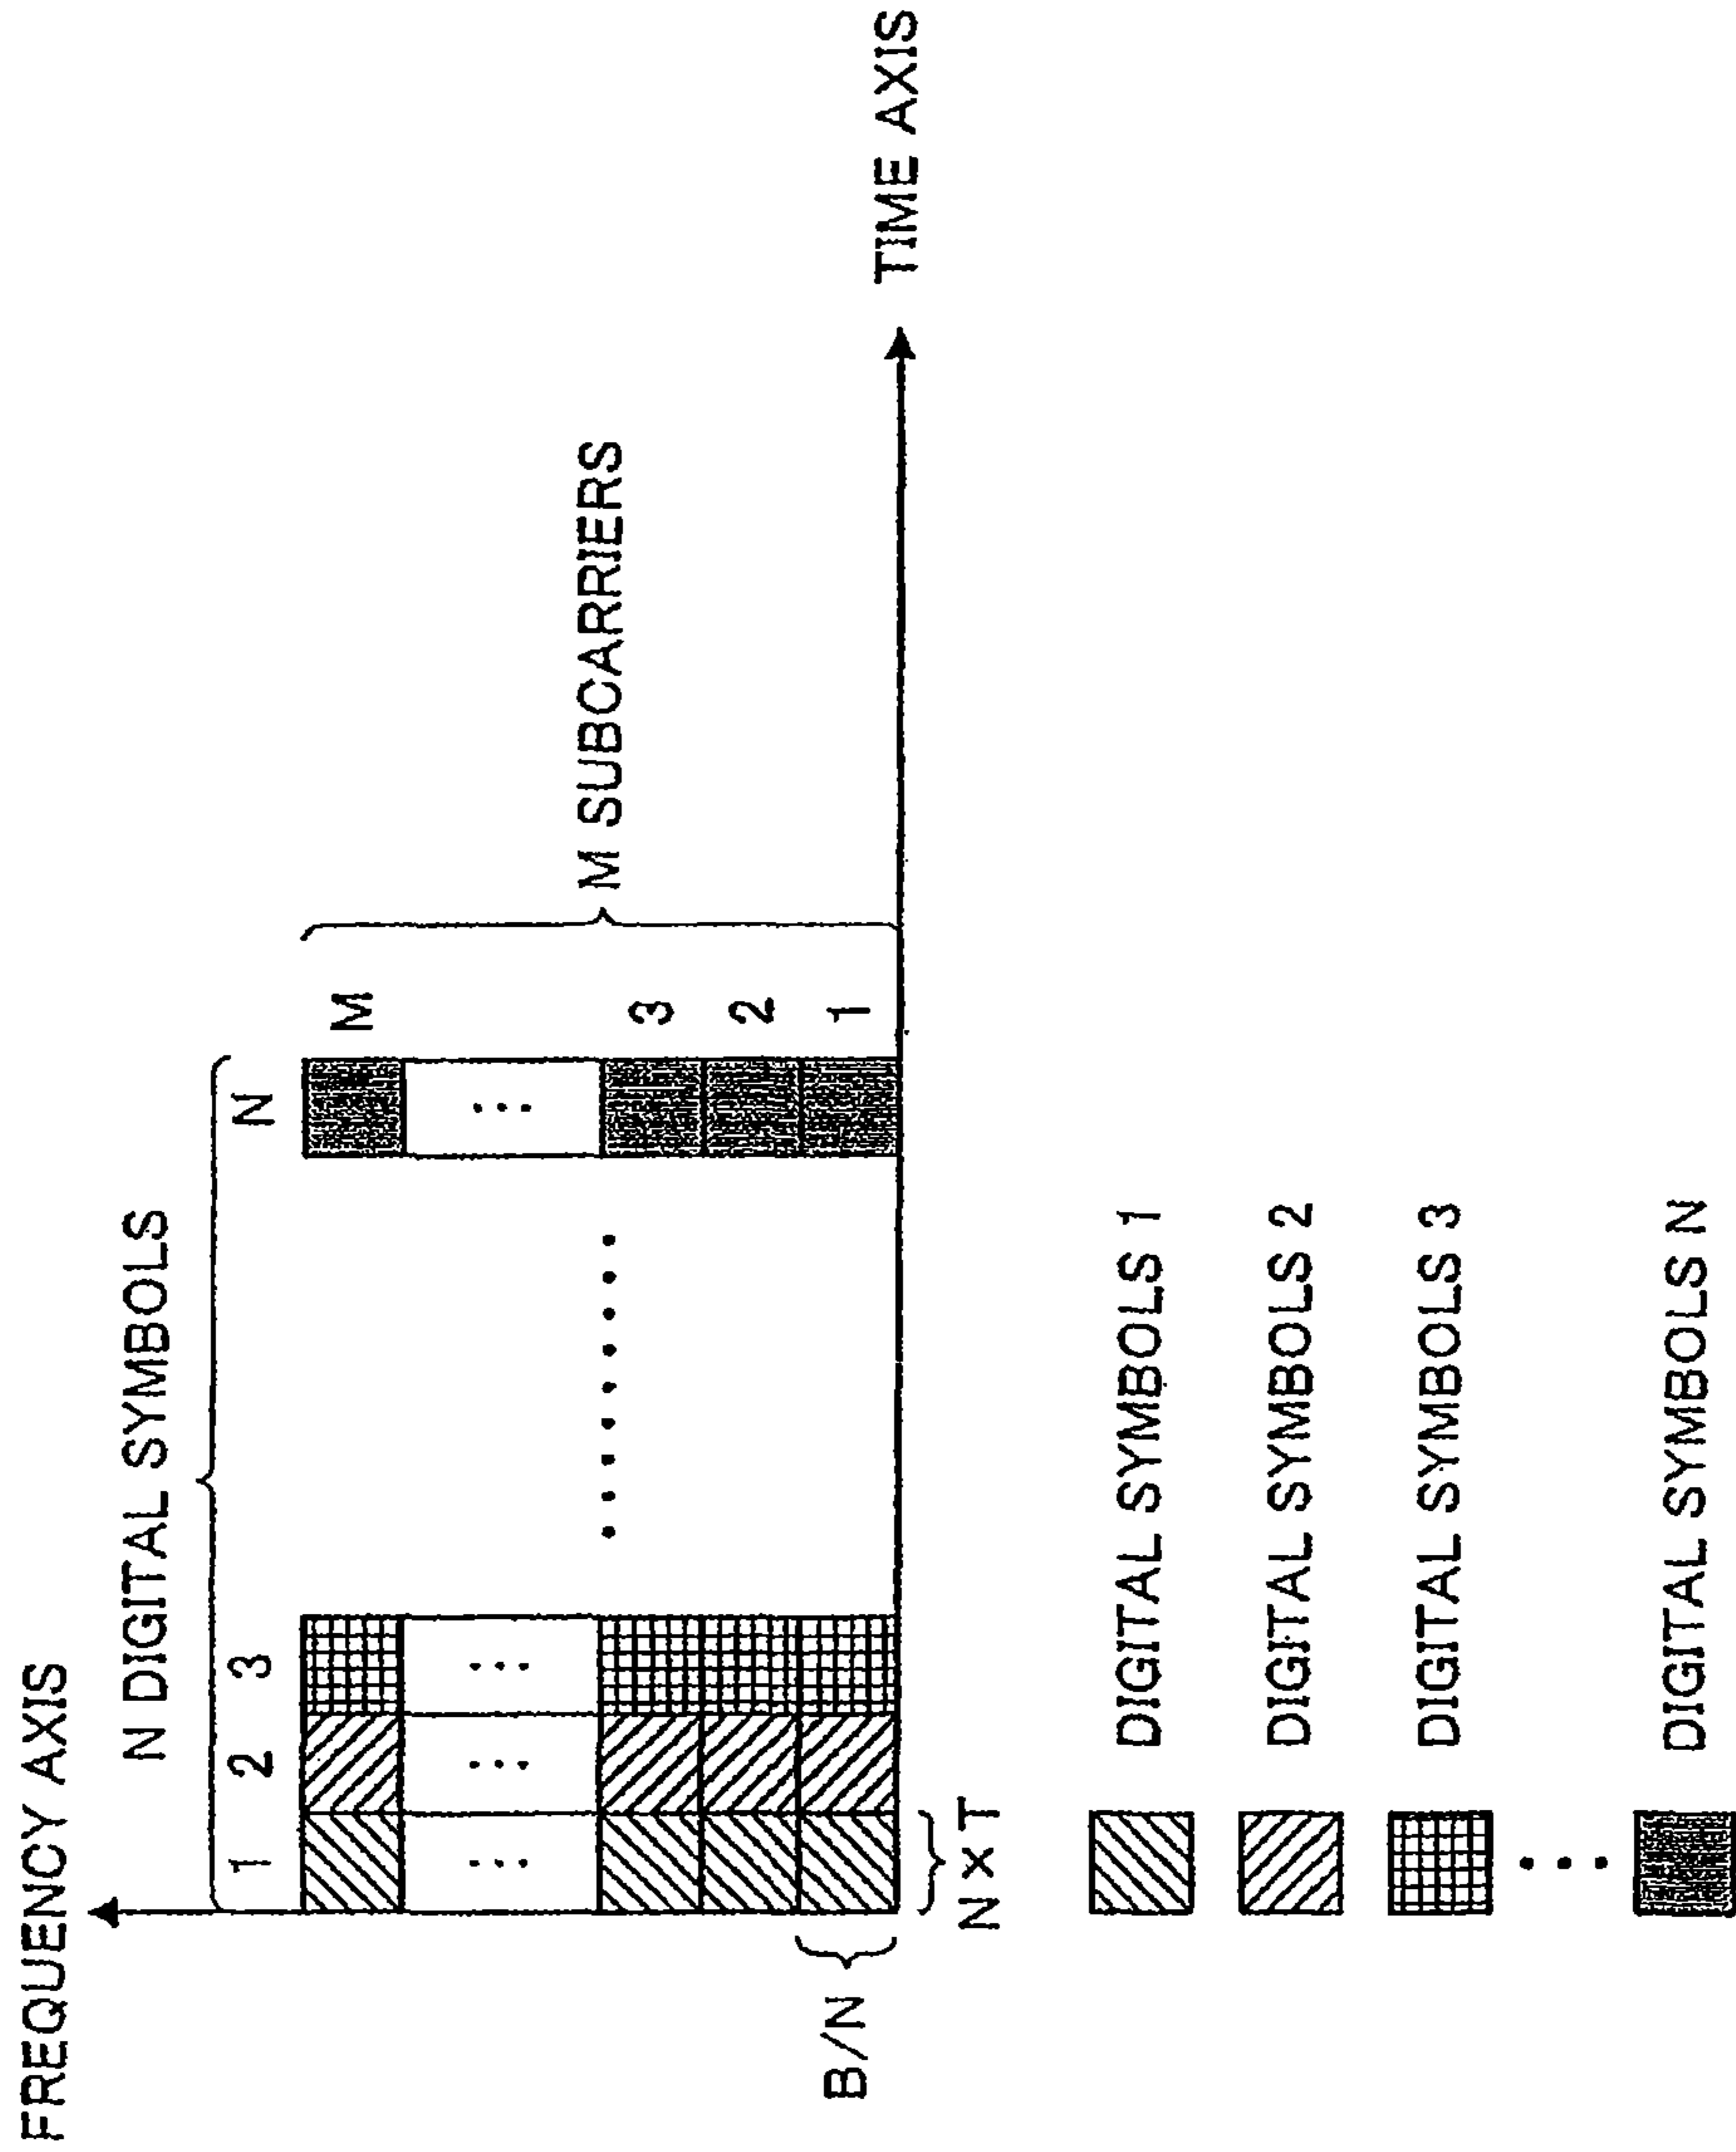 FREQUENCY AXIS
N DIGITAL SYMBOLS
1 2 3 N
M
3
2
1
M SUBCARRIERS
B/N
N×T
TIME AXIS
DIGITAL SYMBOLS 1
DIGITAL SYMBOLS 2
DIGITAL SYMBOLS 3
DIGITAL SYMBOLS N